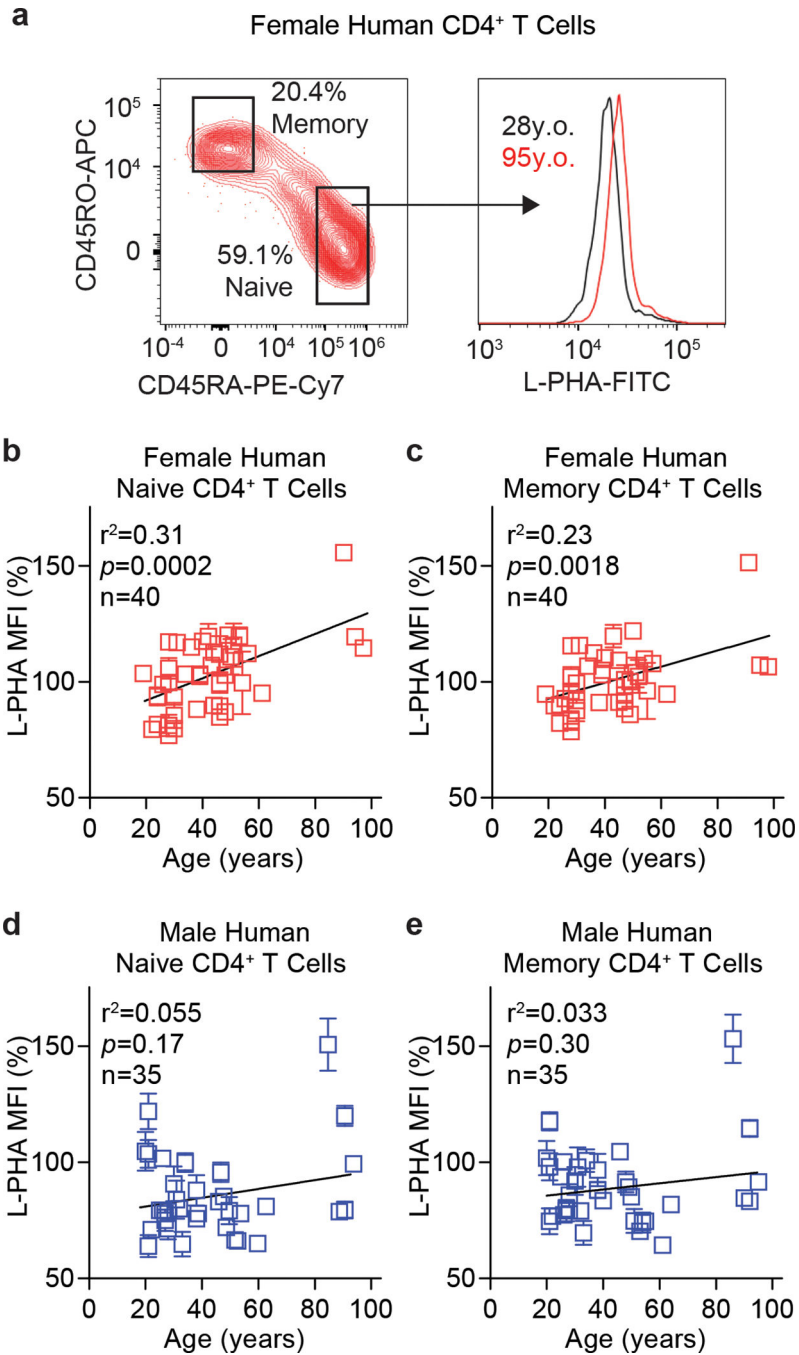 a
Female Human CD4⁺ T Cells
CD45RO-APC
10⁵
10⁴
0
20.4%
Memory
59.1%
Naive
10⁻⁴ 0 10⁴ 10⁵ 10⁶
CD45RA-PE-Cy7
28y.o.
95y.o.
10³ 10⁴ 10⁵
L-PHA-FITC
b
Female Human
Naive CD4⁺ T Cells
L-PHA MFI (%)
150
100
50
r²=0.31
p=0.0002
n=40
0 20 40 60 80 100
Age (years)
c
Female Human
Memory CD4⁺ T Cells
L-PHA MFI (%)
150
100
50
r²=0.23
p=0.0018
n=40
0 20 40 60 80 100
Age (years)
d
Male Human
Naive CD4⁺ T Cells
L-PHA MFI (%)
150
100
50
r²=0.055
p=0.17
n=35
0 20 40 60 80 100
Age (years)
e
Male Human
Memory CD4⁺ T Cells
L-PHA MFI (%)
150
100
50
r²=0.033
p=0.30
n=35
0 20 40 60 80 100
Age (years)